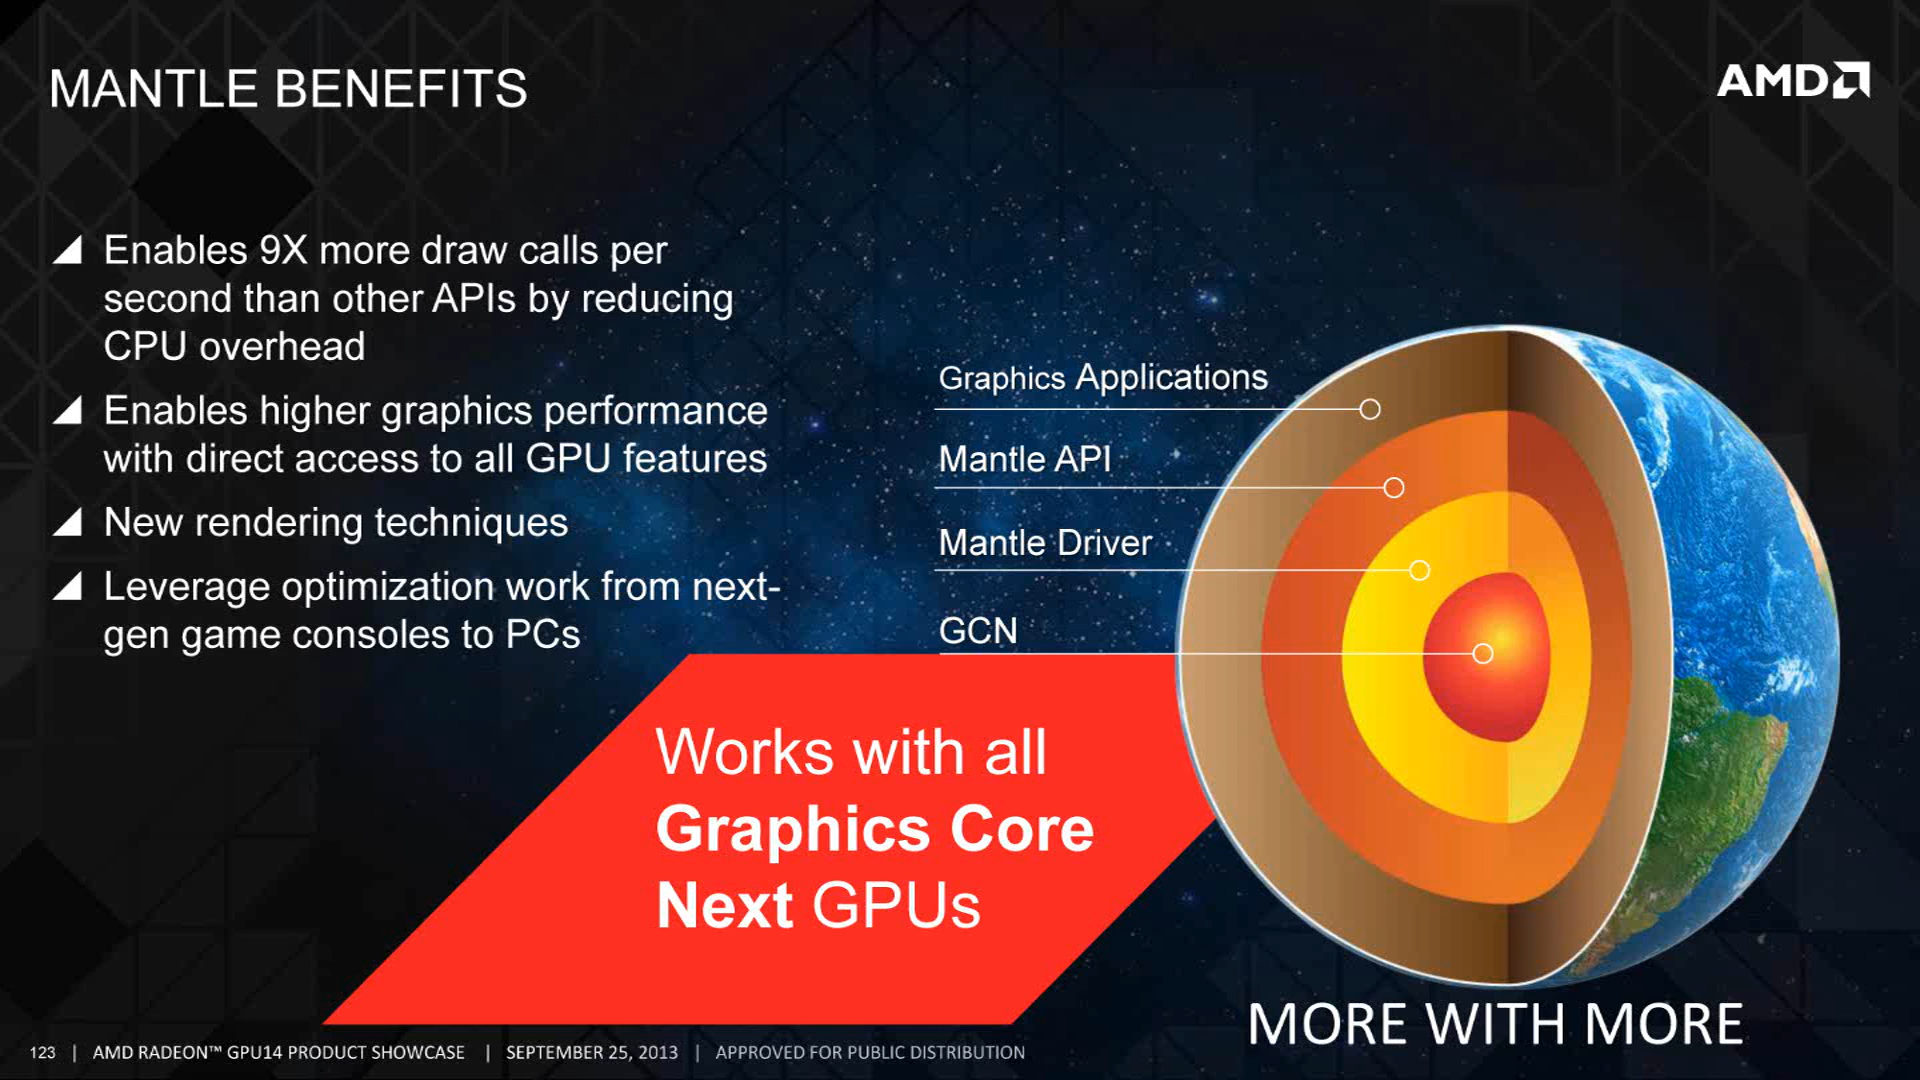 MANTLE BENEFITS
AMD
Enables 9X more draw calls per
second than other APIs by reducing
CPU overhead
Enables higher graphics performance
with direct access to all GPU features
New rendering techniques
Leverage optimization work from next-
gen game consoles to PCs
Graphics Applications
Mantle API
Mantle Driver
GCN
Works with all
Graphics Core
Next GPUs
MORE WITH MORE
123 | AMD RADEON™ GPU14 PRODUCT SHOWCASE | SEPTEMBER 25, 2013 | APPROVED FOR PUBLIC DISTRIBUTION